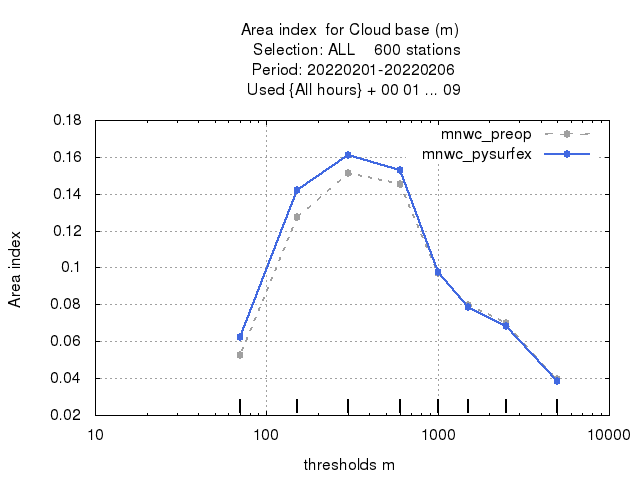 Area index  for Cloud base (m)
Selection: ALL    600 stations
Period: 20220201-20220206
Used {All hours} + 00 01 ... 09
mnwc_preop
mnwc_pysurfex
0.18
0.16
0.14
0.12
0.1
0.08
0.06
0.04
0.02
Area index
10
100
1000
10000
thresholds m